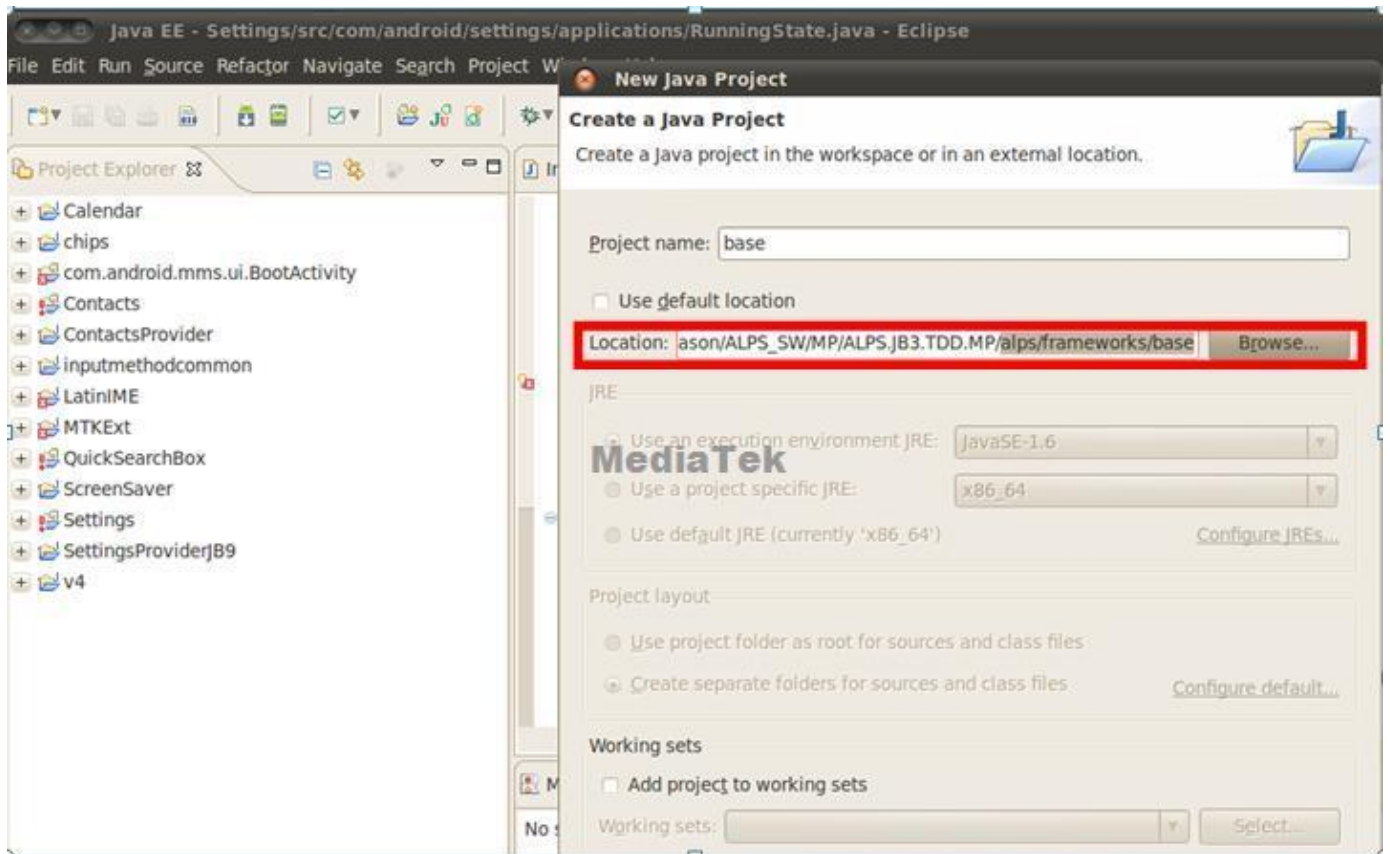 Java EE - Settings/src/com/android/settings/applications/RunningState.java - Eclipse
File Edit Run Source Refactor Navigate Search Project
Project Explorer
Calendar
chips
com.android.mms.ui.BootActivity
Contacts
ContactsProvider
inputmethodcommon
LatinIME
MTKExt
QuickSearchBox
ScreenSaver
Settings
SettingsProviderJB9
v4
New Java Project
Create a Java Project
Create a Java project in the workspace or in an external location.
Project name: base
Use default location
Location: ason/ALPS_SW/MP/ALPS.JB3.TDD.MP/alps/frameworks/base Browse...
JRE
Use an execution environment JRE: JavaSE-1.6
MediaTek
Use a project specific JRE: x86_64
Use default JRE (currently 'x86_64') Configure JREs...
Project layout
Use project folder as root for sources and class files
Create separate folders for sources and class files Configure default...
Working sets
Add project to working sets
Working sets: Select...
No